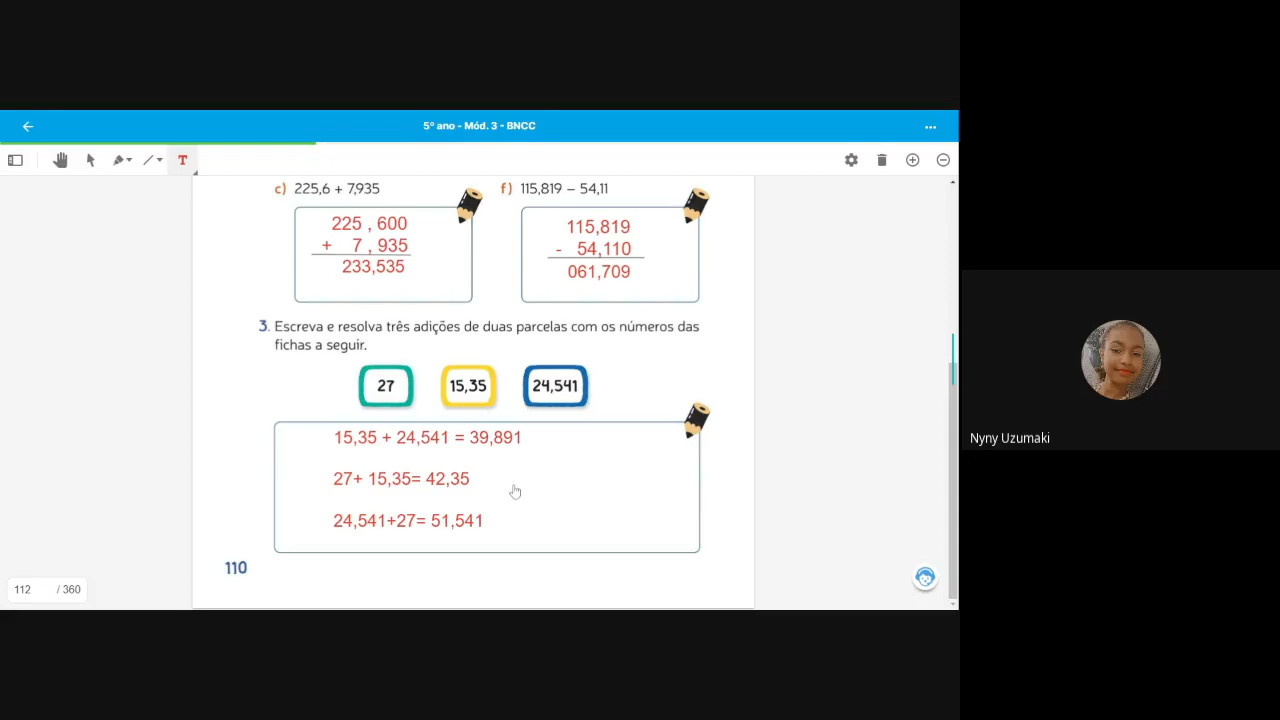 5º ano - Mód. 3 - BNCC
T
c) 225,6 + 7,935
225 , 600
+ 7 , 935
233,535
f) 115,819 – 54,11
115,819
- 54,110
061,709
3. Escreva e resolva três adições de duas parcelas com os números das
fichas a seguir.
27
15,35
24,541
15,35 + 24,541 = 39,891
27+ 15,35= 42,35
24,541+27= 51,541
110
112 / 360
Nyny Uzumaki